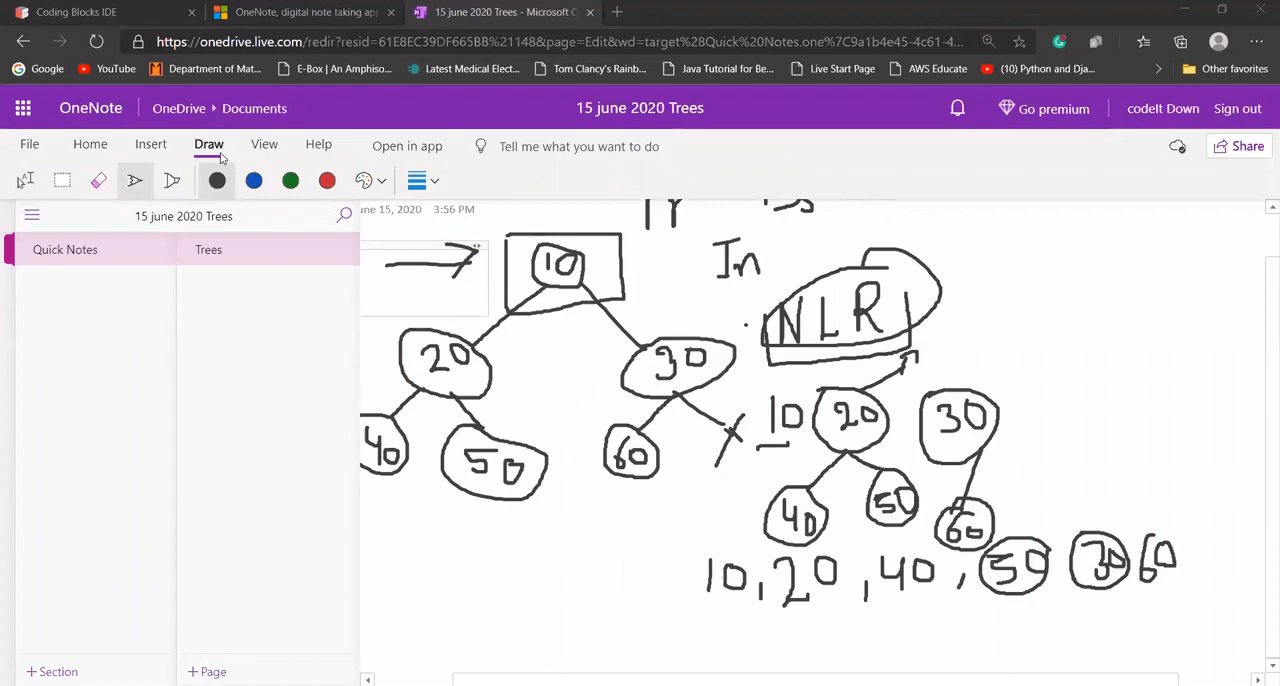 Coding Blocks IDE
OneNote, digital note taking ap
15 june 2020 Trees - Microsoft O
https://onedrive.live.com/redir?resid=61E8EC39DF665BB%21148&page=Edit&wd=target%28Quick%20Notes.one%7C9a1b4e45-4c61-4...
Google
YouTube
Department of Mat...
E-Box | An Amphiso...
Latest Medical Elect...
Tom Clancy's Rainb...
Java Tutorial for Be...
Live Start Page
AWS Educate
(10) Python and Dja...
Other favorites
OneNote
OneDrive › Documents
15 june 2020 Trees
Go premium
codeIt Down
Sign out
File
Home
Insert
Draw
View
Help
Open in app
Tell me what you want to do
Share
15 june 2020 Trees
Quick Notes
Trees
+ Section
+ Page
une 15, 2020 3:56 PM
10
20
30
40
50
60
In
NLR
10 20 30
40 50 60
10, 20, 40, 50 30 60